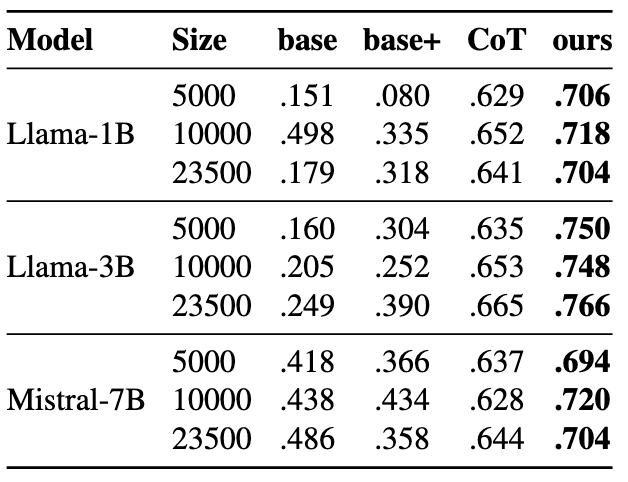 Model Size base base+ CoT ours
5000 .151 .080 .629 .706
Llama-1B 10000 .498 .335 .652 .718
23500 .179 .318 .641 .704
5000 .160 .304 .635 .750
Llama-3B 10000 .205 .252 .653 .748
23500 .249 .390 .665 .766
5000 .418 .366 .637 .694
Mistral-7B 10000 .438 .434 .628 .720
23500 .486 .358 .644 .704